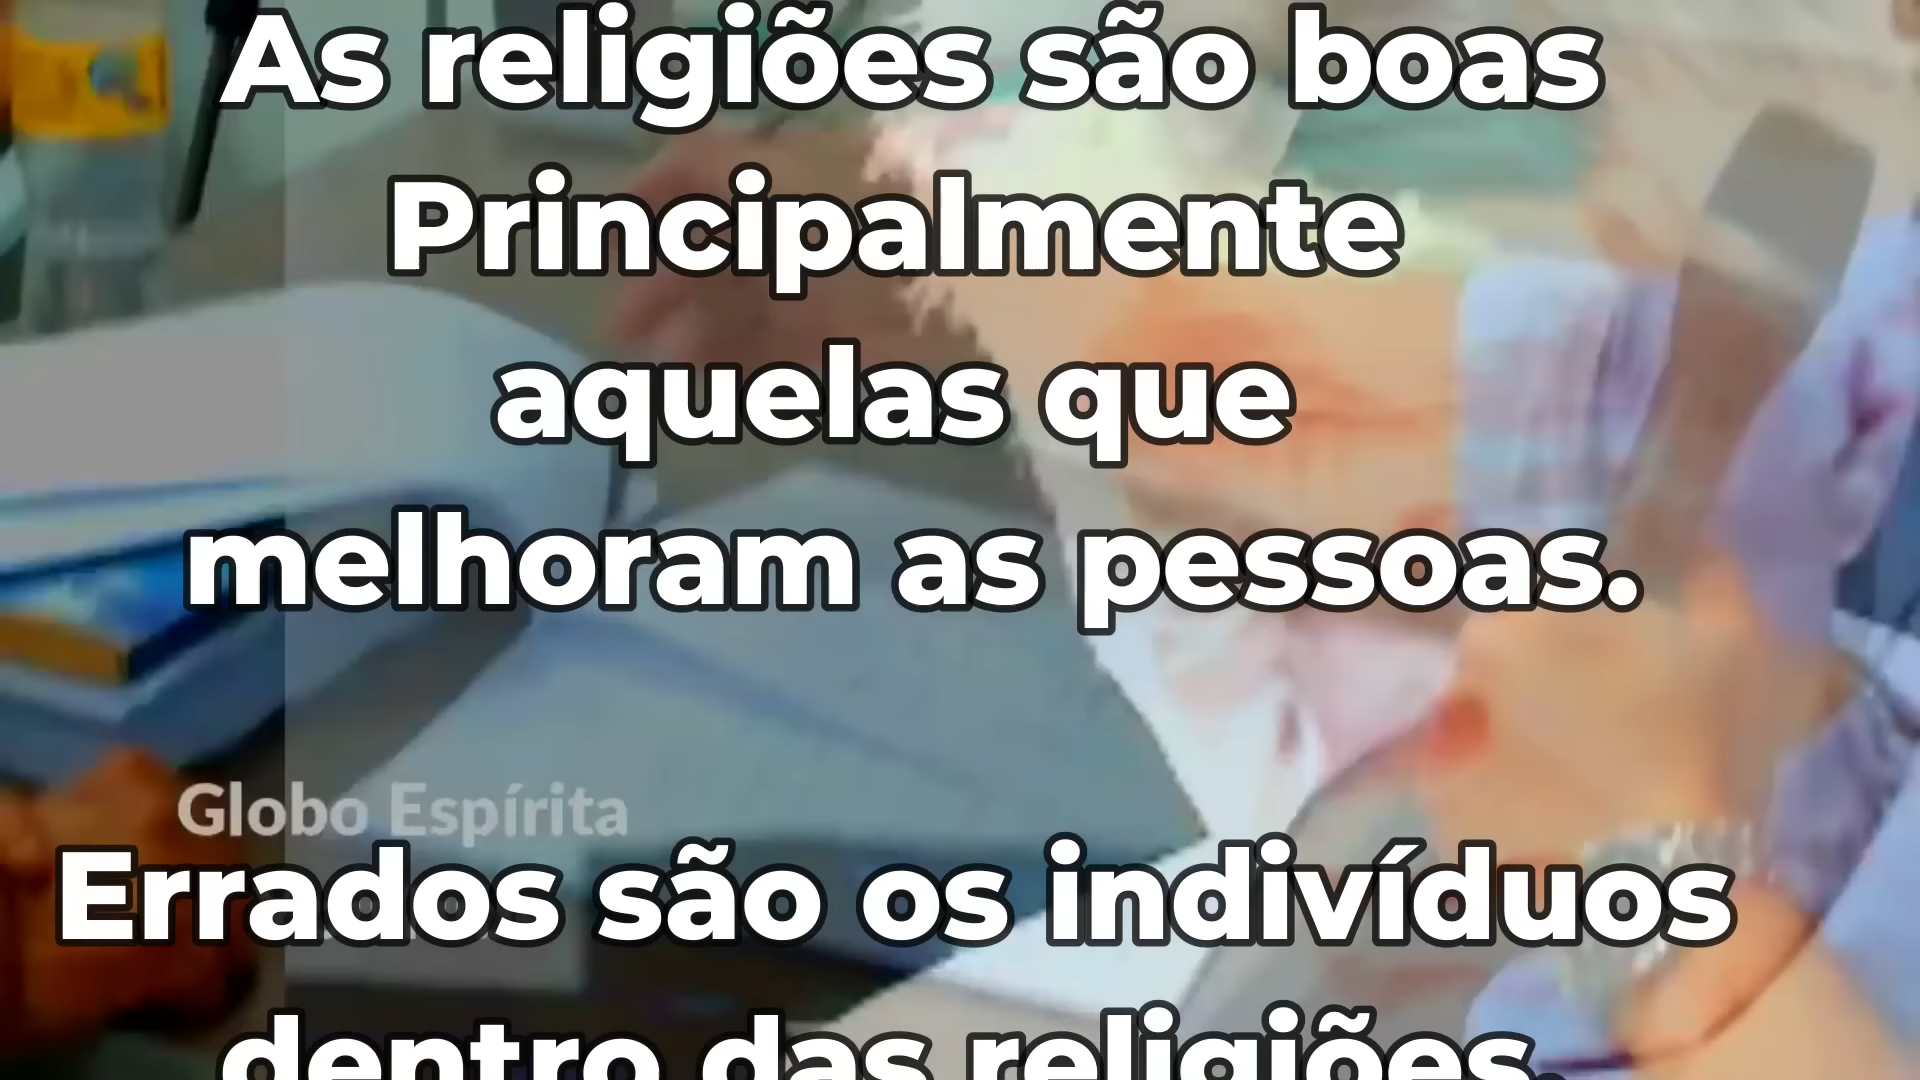 As religiões são boas
Principalmente
aquelas que
melhoram as pessoas.
Globo Espírita
Errados são os indivíduos
dentro das religiões.